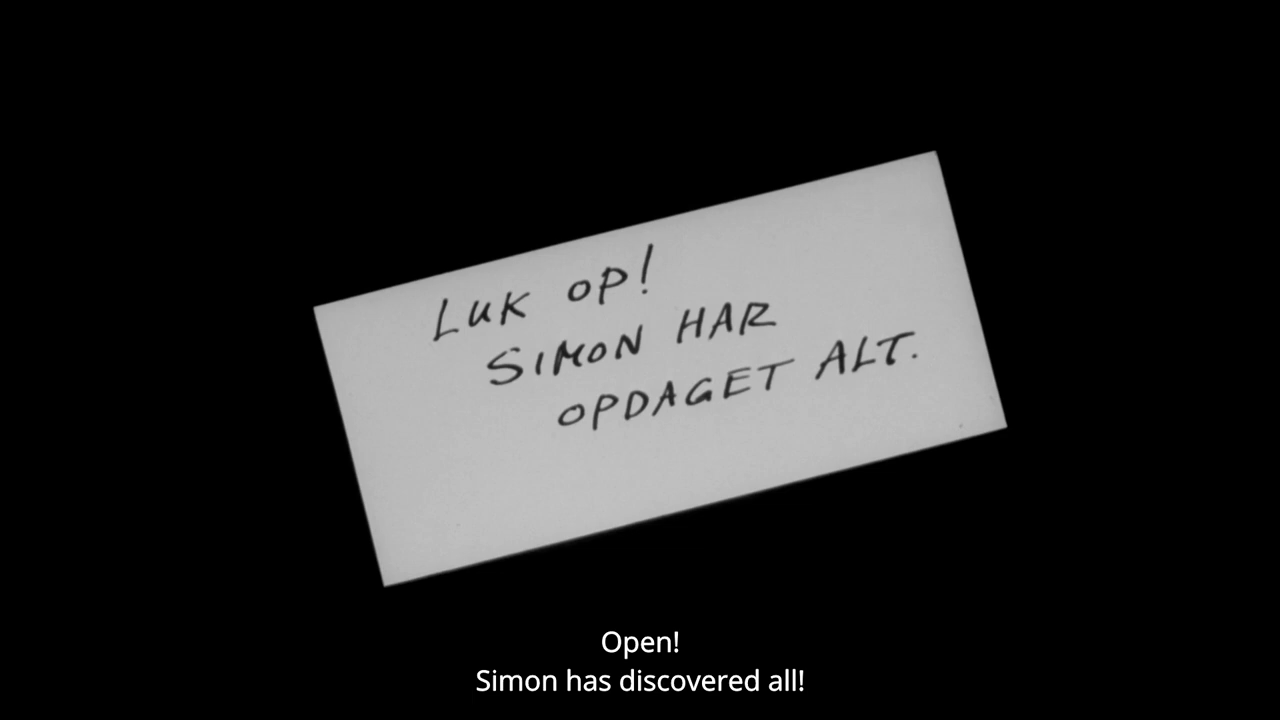 LUK OP!
SIMON HAR
OPDAGET ALT.
Open!
Simon has discovered all!